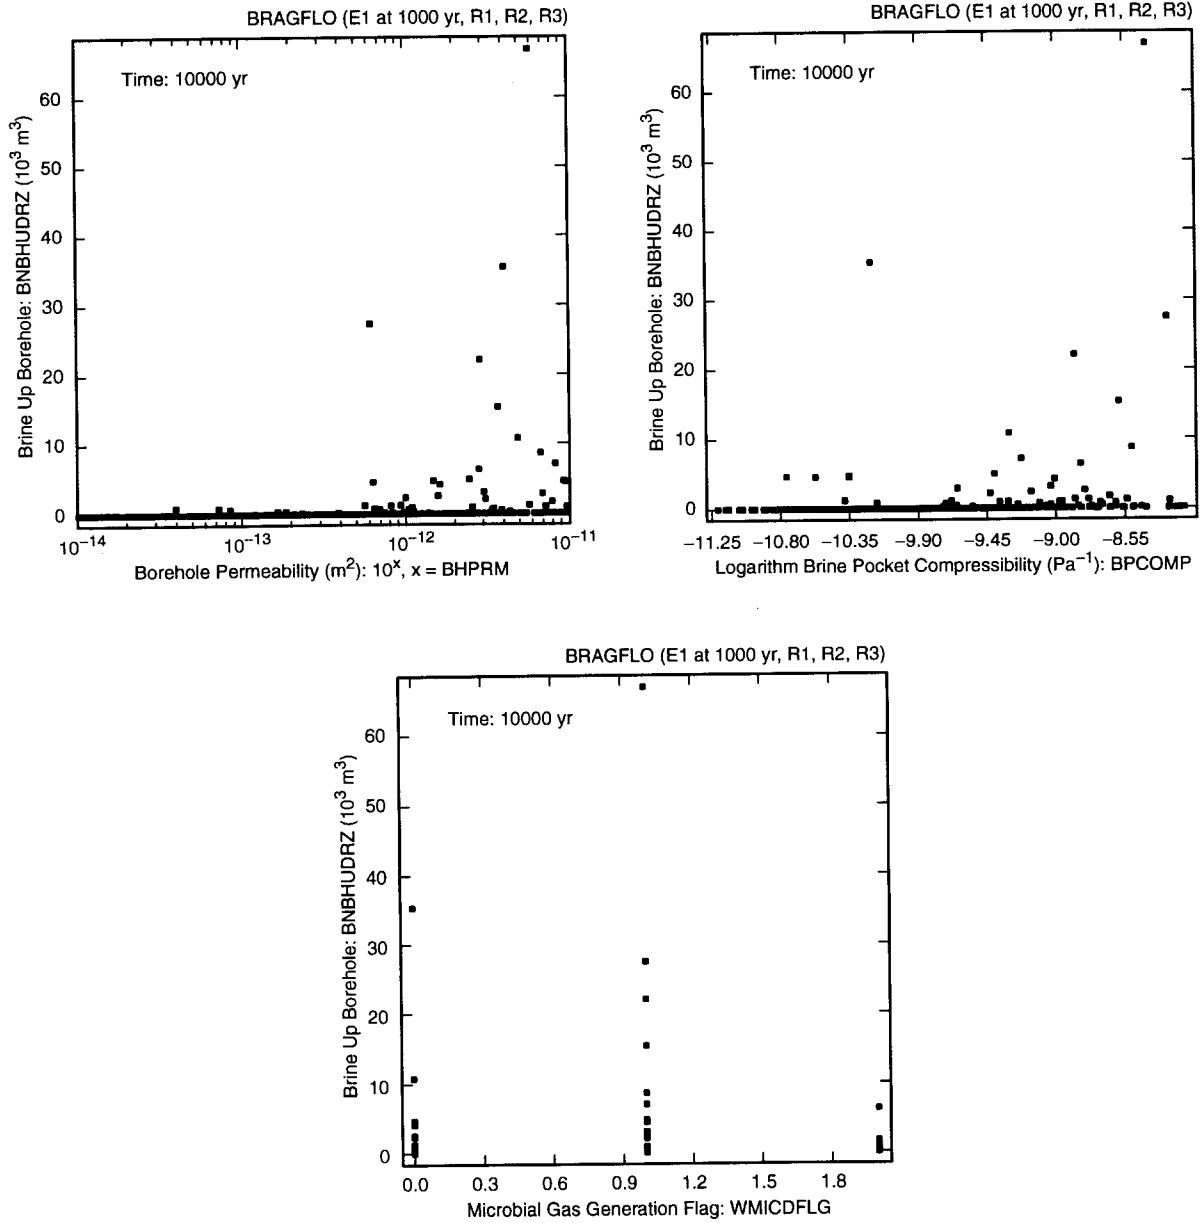 BRAGFLO (E1 at 1000 yr, R1, R2, R3)
Time: 10000 yr
Brine Up Borehole: BNBHUDRZ (10³ m³)
60
50
40
30
20
10
0
10⁻¹⁴ 10⁻¹³ 10⁻¹² 10⁻¹¹
Borehole Permeability (m²): 10ˣ, x = BHPRM
BRAGFLO (E1 at 1000 yr, R1, R2, R3)
Time: 10000 yr
Brine Up Borehole: BNBHUDRZ (10³ m³)
60
50
40
30
20
10
0
−11.25 −10.80 −10.35 −9.90 −9.45 −9.00 −8.55
Logarithm Brine Pocket Compressibility (Pa⁻¹): BPCOMP
BRAGFLO (E1 at 1000 yr, R1, R2, R3)
Time: 10000 yr
Brine Up Borehole: BNBHUDRZ (10³ m³)
60
50
40
30
20
10
0
0.0 0.3 0.6 0.9 1.2 1.5 1.8
Microbial Gas Generation Flag: WMICDFLG